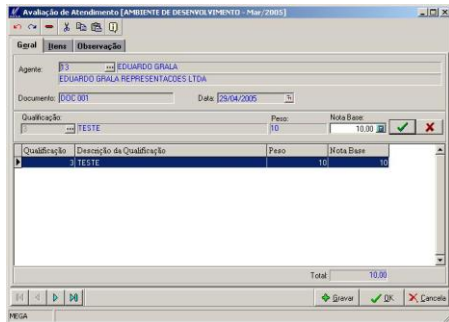 Avaliação de Atendimento [AMBIENTE DE DESENVOLVIMENTO - Mar/2005]
Geral Itens Observação
Agente: 13 ... EDUARDO GRALA
EDUARDO GRALA REPRESENTACOES LTDA
Documento: DOC 001 Data: 29/04/2005
Qualificação: Peso: Nota Base:
3 ... TESTE 10 10,00
Qualificação Descrição da Qualificação Peso Nota Base
3 TESTE 10 10
Total: 10,00
Gravar OK Cancela
MEGA